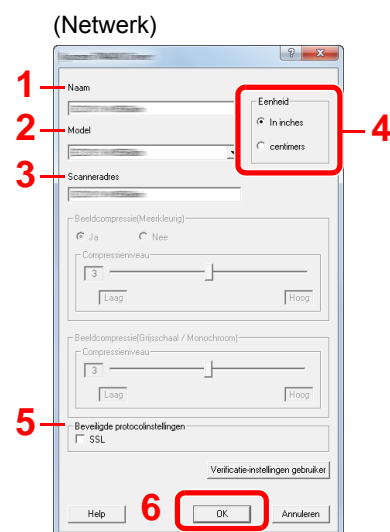 (Netwerk)
1
Naam
Eenheid
In inches
centimers
4
2
Model
3
Scanneradres
Beeldcompressie(Meerkleurig)
Ja Nee
Compressieniveau
3
Laag Hoog
Beeldcompressie(Grijsschaal / Monochroom)
Compressieniveau
3
Laag Hoog
5
Beveiligde protocolinstellingen
SSL
Verificatie-instellingen gebruiker
Help 6 OK Annuleren